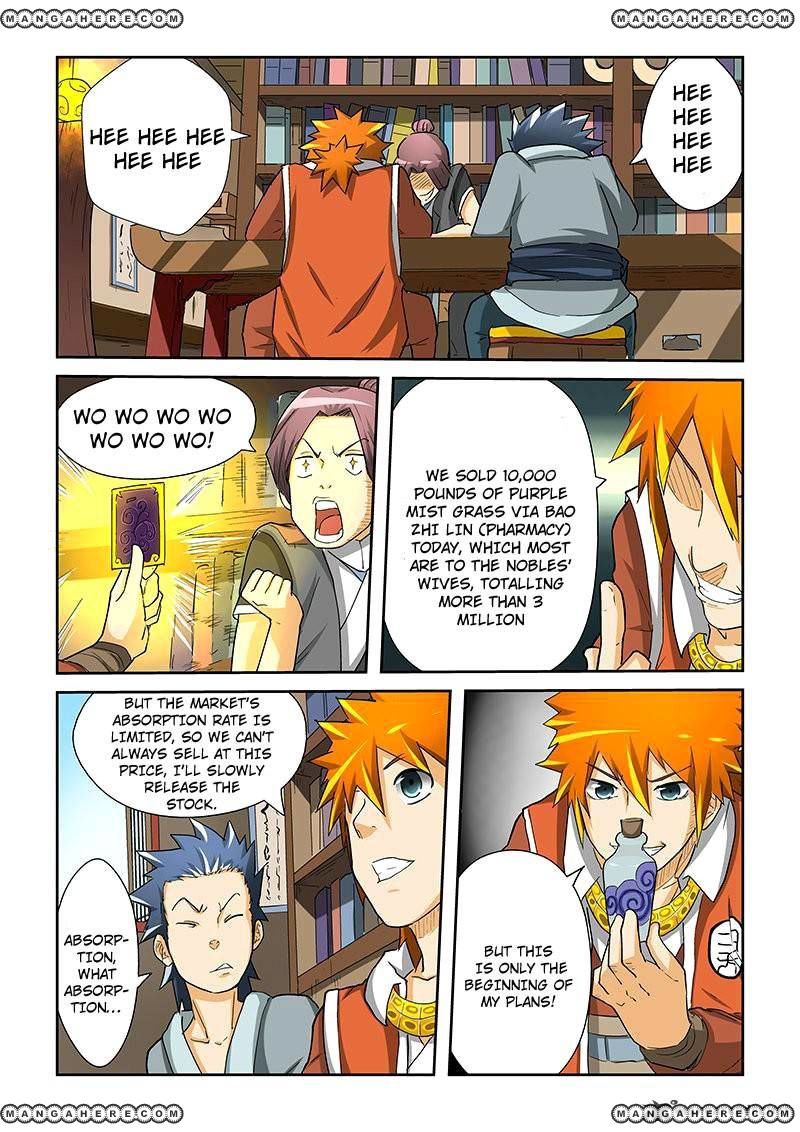 MANGAHERE.COM
MANGAHERE.COM
HEE HEE HEE
HEE HEE
HEE
HEE
HEE
HEE
WO WO WO WO
WO WO WO!
WE SOLD 10,000
POUNDS OF PURPLE
MIST GRASS VIA BAO
ZHI LIN (PHARMACY)
TODAY, WHICH MOST
ARE TO THE NOBLES'
WIVES, TOTALLING
MORE THAN 3
MILLION
BUT THE MARKET'S
ABSORPTION RATE IS
LIMITED, SO WE CAN'T
ALWAYS SELL AT THIS
PRICE, I'LL SLOWLY
RELEASE THE
STOCK.
ABSORP-
TION,
WHAT
ABSORP-
TION...
BUT THIS
IS ONLY THE
BEGINNING OF
MY PLANS!
MANGAHERE.COM
MANGAHERE.COM